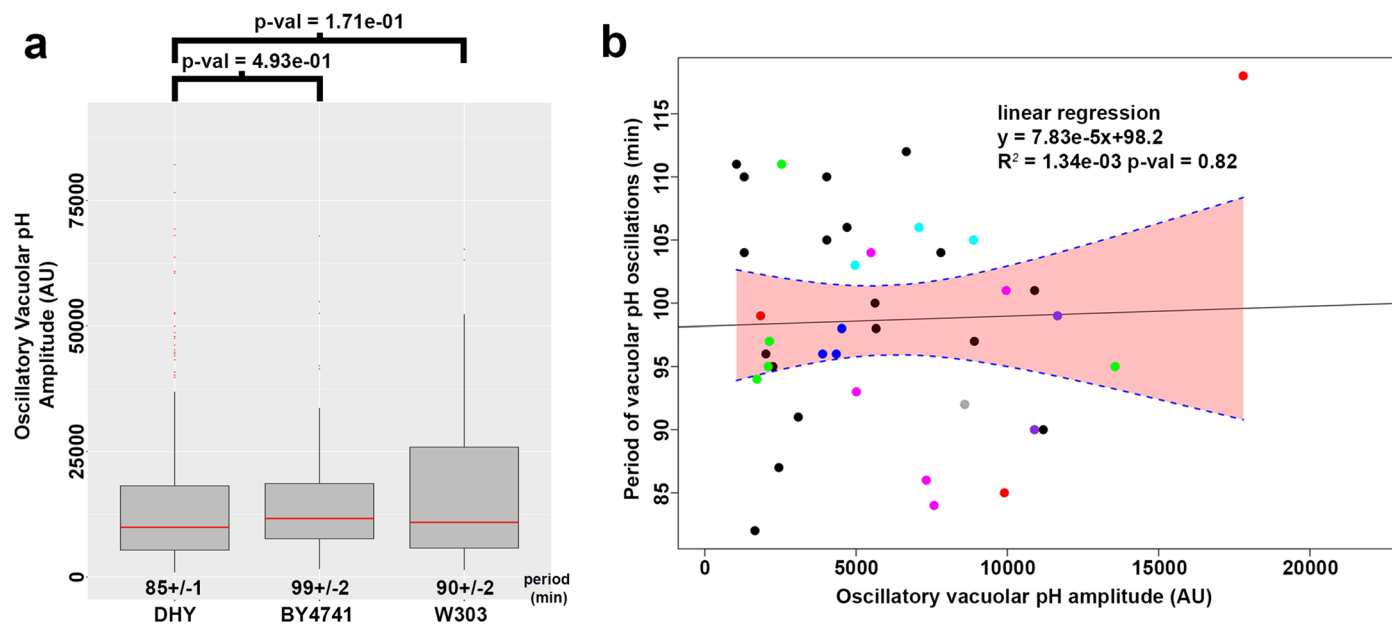 a
p-val = 1.71e-01
p-val = 4.93e-01
Oscillatory Vacuolar pH
Amplitude (AU)
75000
50000
25000
0
85+/-1
99+/-2
90+/-2
period
(min)
DHY
BY4741
W303
b
Period of vacuolar pH oscillations (min)
115
110
105
100
95
90
85
linear regression
y = 7.83e-5x+98.2
R² = 1.34e-03 p-val = 0.82
0
5000
10000
15000
20000
Oscillatory vacuolar pH amplitude (AU)